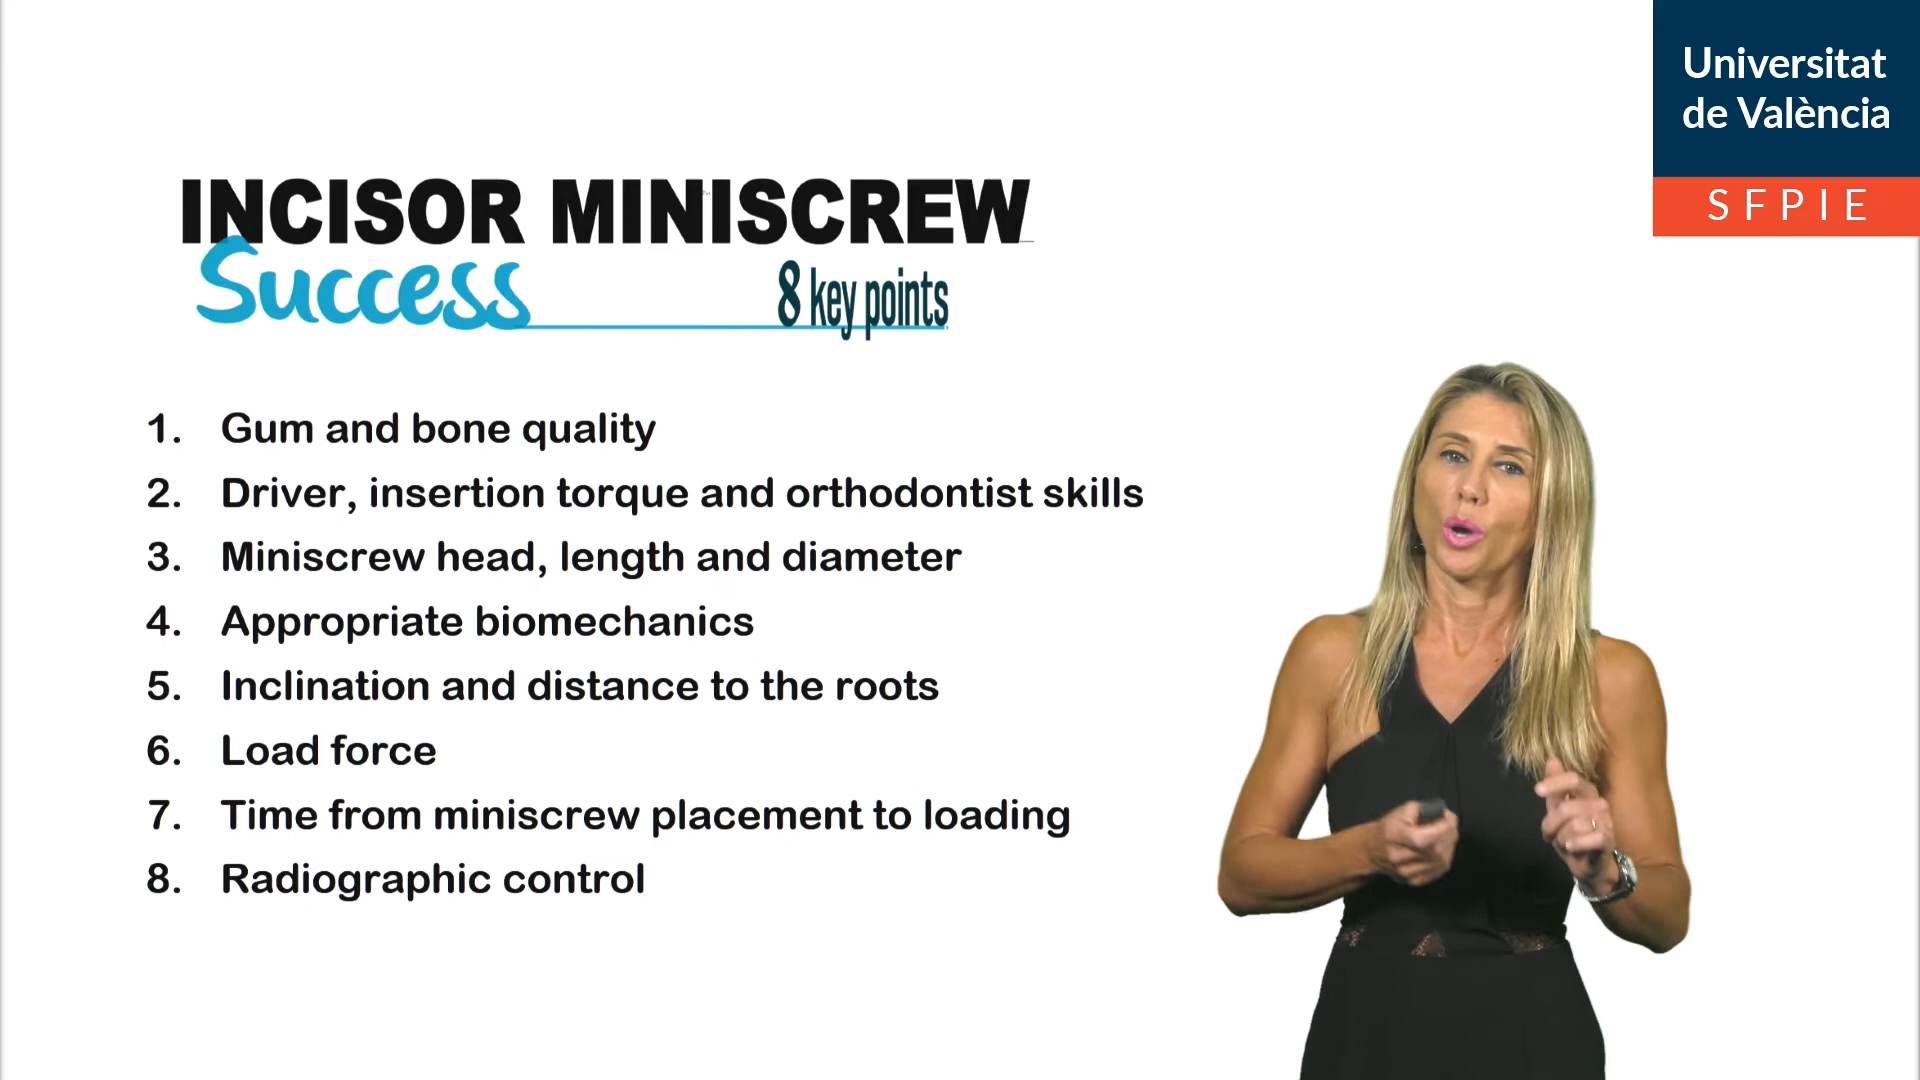 Universitat
de València
SFPIE
INCISOR MINISCREW
Success
8 key points
1. Gum and bone quality
2. Driver, insertion torque and orthodontist skills
3. Miniscrew head, length and diameter
4. Appropriate biomechanics
5. Inclination and distance to the roots
6. Load force
7. Time from miniscrew placement to loading
8. Radiographic control